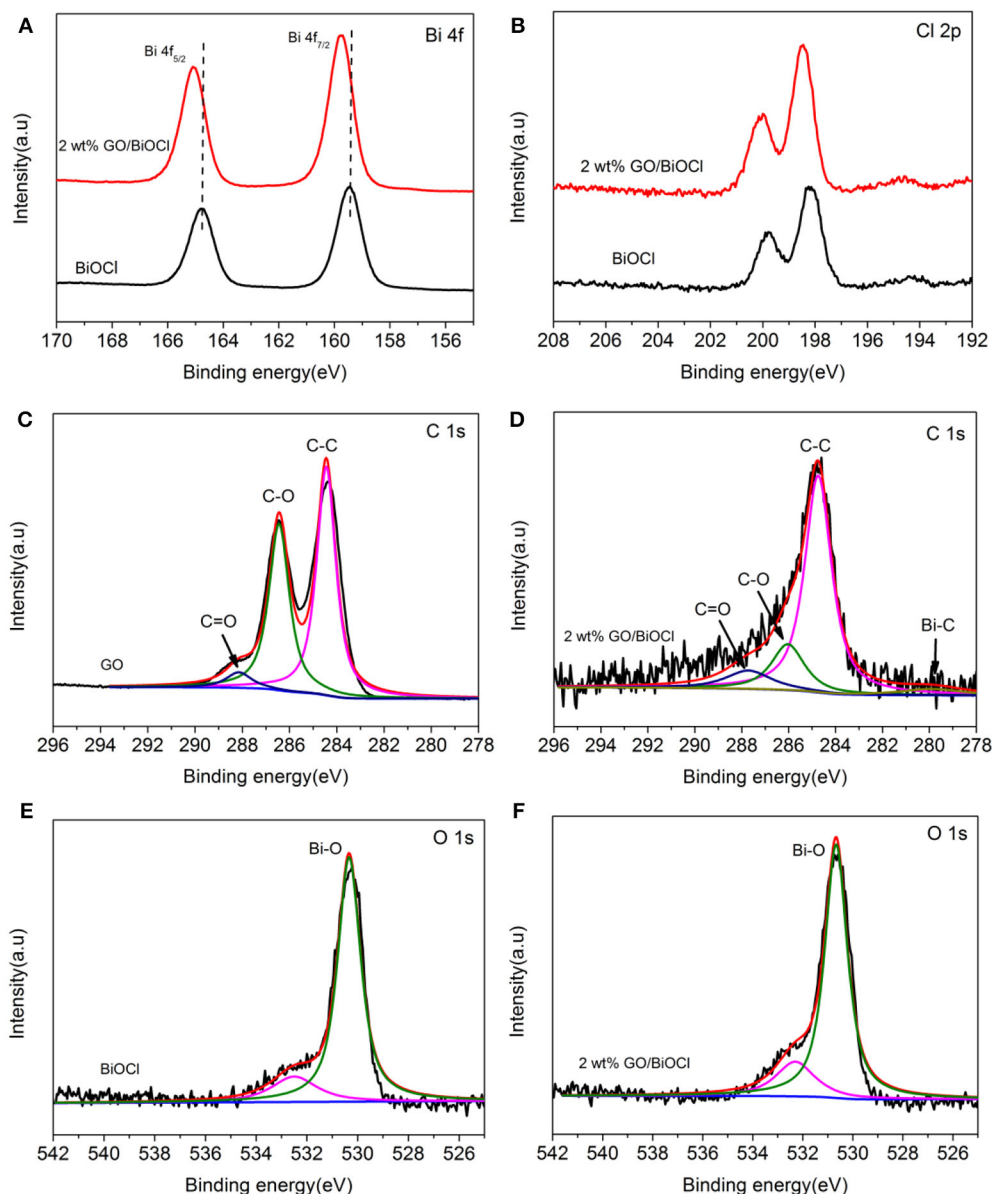 A
Bi 4f
Bi 4f5/2
Bi 4f7/2
2 wt% GO/BiOCl
BiOCl
Intensity(a.u)
170 168 166 164 162 160 158 156
Binding energy(eV)
B
Cl 2p
2 wt% GO/BiOCl
BiOCl
Intensity(a.u)
208 206 204 202 200 198 196 194 192
Binding energy(eV)
C
C 1s
C-C
C-O
C=O
GO
Intensity(a.u)
296 294 292 290 288 286 284 282 280 278
Binding energy(eV)
D
C 1s
C-C
C-O
C=O
Bi-C
2 wt% GO/BiOCl
Intensity(a.u)
296 294 292 290 288 286 284 282 280 278
Binding energy(eV)
E
O 1s
Bi-O
BiOCl
Intensity(a.u)
542 540 538 536 534 532 530 528 526
Binding energy(eV)
F
O 1s
Bi-O
2 wt% GO/BiOCl
Intensity(a.u)
542 540 538 536 534 532 530 528 526
Binding energy(eV)